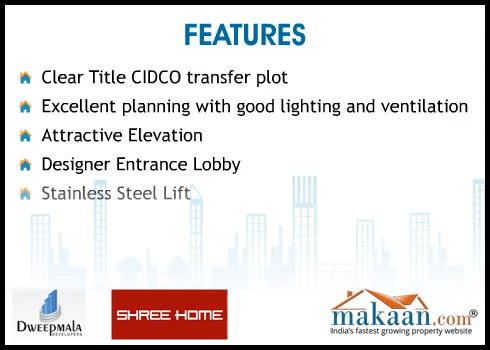 FEATURES
Clear Title CIDCO transfer plot
Excellent planning with good lighting and ventilation
Attractive Elevation
Designer Entrance Lobby
Stainless Steel Lift
DWEEPMALA
DEVELOPERS
SHREE HOME
makaan.com®
India's fastest growing property website